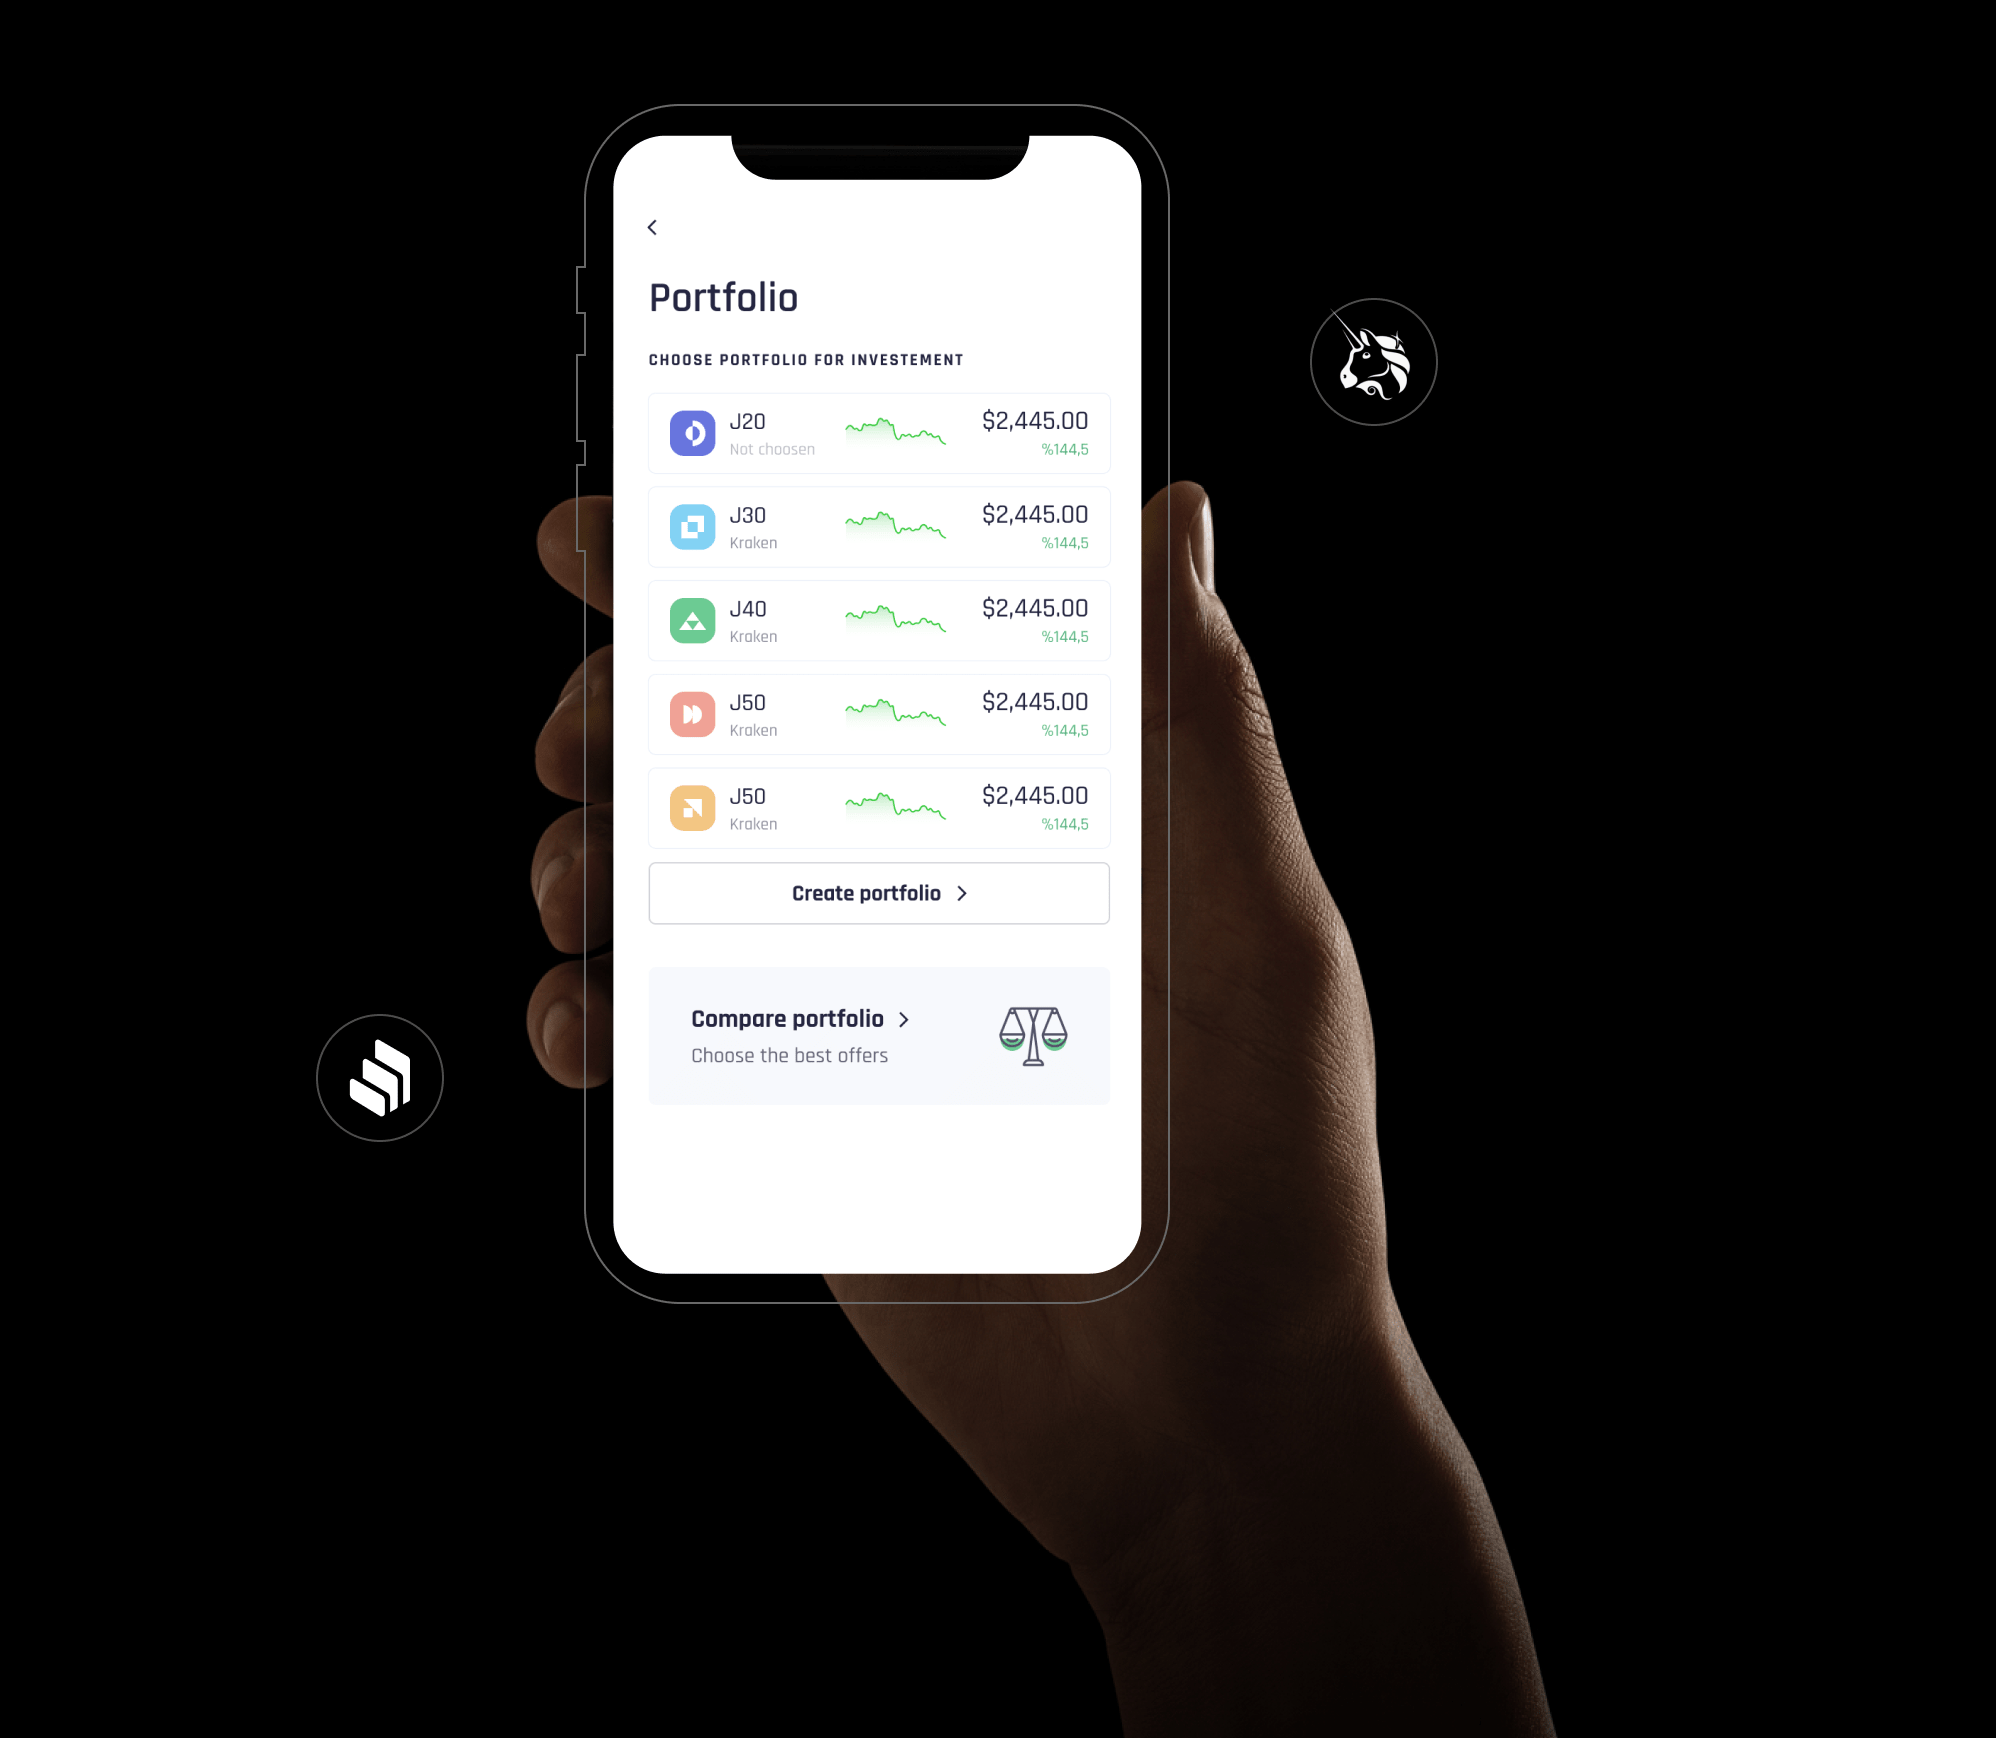 Portfolio
CHOOSE PORTFOLIO FOR INVESTEMENT
J20
$2,445.00
Not choosen
%144,5
J30
$2,445.00
Kraken
%144,5
J40
$2,445.00
Kraken
%144,5
J50
$2,445.00
Kraken
%144,5
J50
$2,445.00
Kraken
%144,5
Create portfolio
Compare portfolio
Choose the best offers